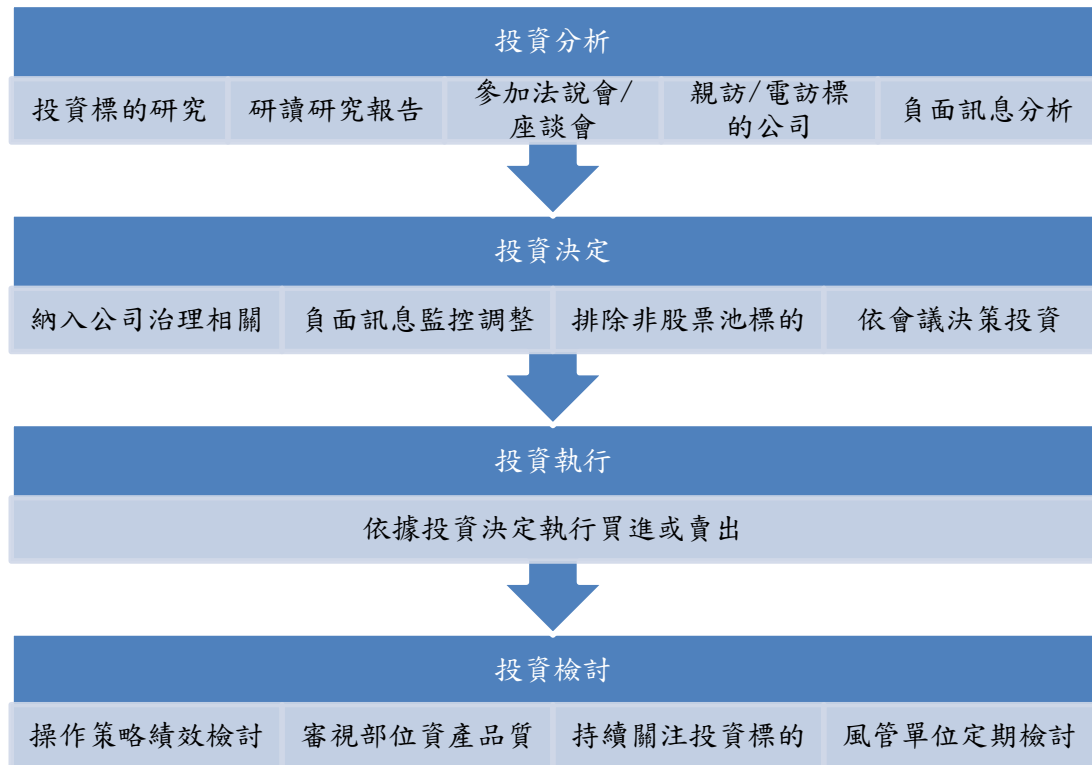 投資分析
投資標的研究
研讀研究報告
參加法說會/
座談會
親訪/電訪標
的公司
負面訊息分析
投資決定
納入公司治理相關
負面訊息監控調整
排除非股票池標的
依會議決策投資
投資執行
依據投資決定執行買進或賣出
投資檢討
操作策略績效檢討
審視部位資產品質
持續關注投資標的
風管單位定期檢討